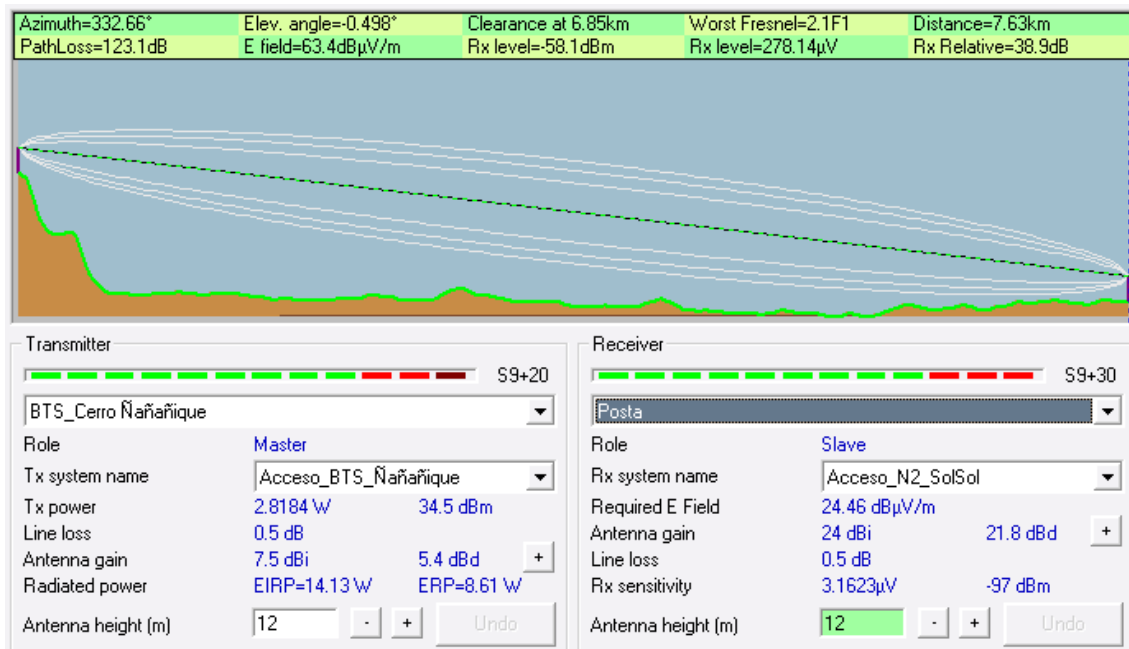 Azimuth=332.66° Elev. angle=-0.498° Clearance at 6.85km Worst Fresnel=2.1F1 Distance=7.63km
PathLoss=123.1dB E field=63.4dBµV/m Rx level=-58.1dBm Rx level=278.14µV Rx Relative=38.9dB
Transmitter
S9+20
BTS_Cerro Ñañañique
Role Master
Tx system name Acceso_BTS_Ñañañique
Tx power 2.8184 W 34.5 dBm
Line loss 0.5 dB
Antenna gain 7.5 dBi 5.4 dBd +
Radiated power EIRP=14.13 W ERP=8.61 W
Antenna height (m) 12 - + Undo
Receiver
S9+30
Posta
Role Slave
Rx system name Acceso_N2_SolSol
Required E Field 24.46 dBµV/m
Antenna gain 24 dBi 21.8 dBd +
Line loss 0.5 dB
Rx sensitivity 3.1623µV -97 dBm
Antenna height (m) 12 - + Undo